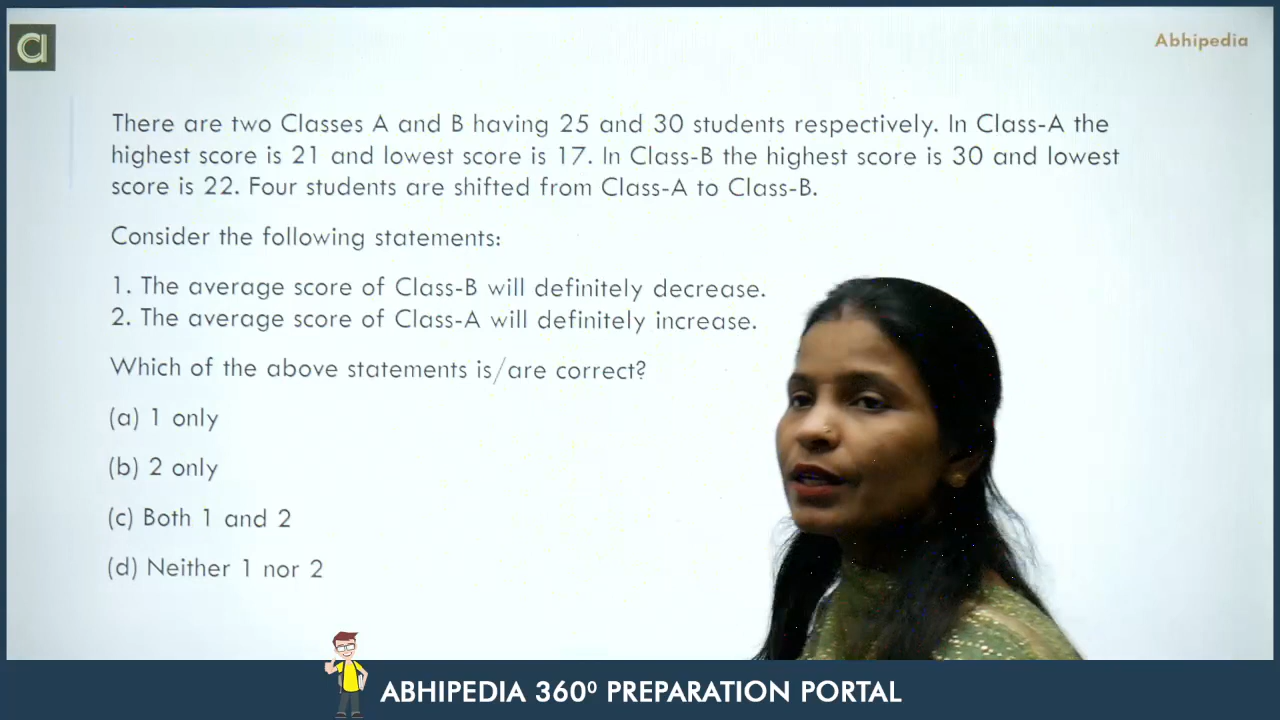 Abhipedia
There are two Classes A and B having 25 and 30 students respectively. In Class-A the
highest score is 21 and lowest score is 17. In Class-B the highest score is 30 and lowest
score is 22. Four students are shifted from Class-A to Class-B.
Consider the following statements:
1. The average score of Class-B will definitely decrease.
2. The average score of Class-A will definitely increase.
Which of the above statements is/are correct?
(a) 1 only
(b) 2 only
(c) Both 1 and 2
(d) Neither 1 nor 2
ABHIPEDIA 360⁰ PREPARATION PORTAL